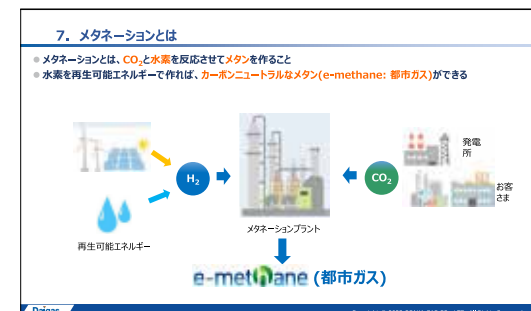 7. メタネーションとは
メタネーションとは、CO2と水素を反応させてメタンを作ること
水素を再生可能エネルギーで作れば、カーボンニュートラルなメタン(e-methane: 都市ガス)ができる
H2
CO2
発電
所
お客
さま
再生可能エネルギー
メタネーションプラント
e-methane (都市ガス)
Daigas